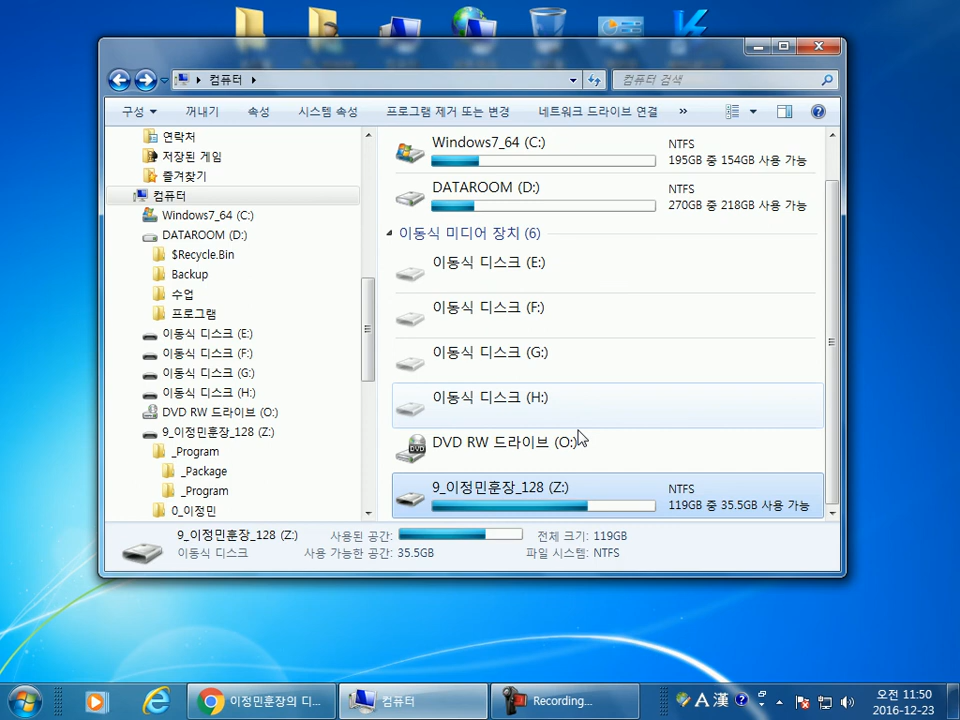 컴퓨터
컴퓨터 검색
구성 꺼내기 속성 시스템 속성 프로그램 제거 또는 변경 네트워크 드라이브 연결 »
연락처
저장된 게임
즐겨찾기
컴퓨터
Windows7_64 (C:)
DATAROOM (D:)
$Recycle.Bin
Backup
수업
프로그램
이동식 디스크 (E:)
이동식 디스크 (F:)
이동식 디스크 (G:)
이동식 디스크 (H:)
DVD RW 드라이브 (O:)
9_이정민훈장_128 (Z:)
_Program
_Package
_Program
0_이정민
Windows7_64 (C:)
NTFS
195GB 중 154GB 사용 가능
DATAROOM (D:)
NTFS
270GB 중 218GB 사용 가능
이동식 미디어 장치 (6)
이동식 디스크 (E:)
이동식 디스크 (F:)
이동식 디스크 (G:)
이동식 디스크 (H:)
DVD RW 드라이브 (O:)
9_이정민훈장_128 (Z:)
NTFS
119GB 중 35.5GB 사용 가능
9_이정민훈장_128 (Z:) 사용된 공간: 전체 크기: 119GB
이동식 디스크 사용 가능한 공간: 35.5GB 파일 시스템: NTFS
이정민훈장의 디...
컴퓨터
Recording...
A 漢
오전 11:50
2016-12-23